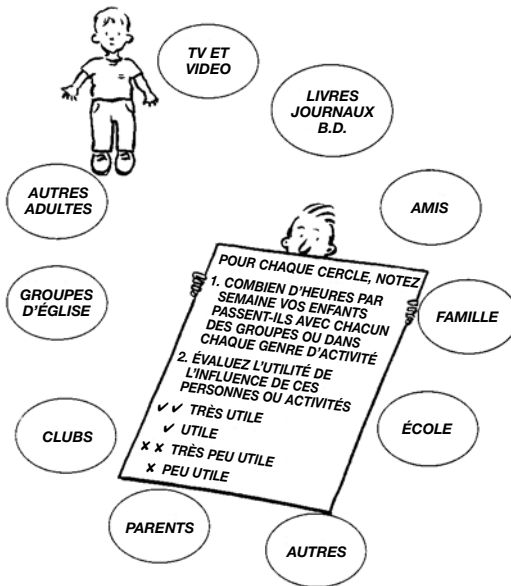 TV ET
VIDEO
LIVRES
JOURNAUX
B.D.
AMIS
FAMILLE
ÉCOLE
AUTRES
PARENTS
CLUBS
GROUPES
D'ÉGLISE
AUTRES
ADULTES
POUR CHAQUE CERCLE, NOTEZ
1. COMBIEN D'HEURES PAR
SEMAINE VOS ENFANTS
PASSENT-ILS AVEC CHACUN
DES GROUPES OU DANS
CHAQUE GENRE D'ACTIVITÉ
2. ÉVALUEZ L'UTILITÉ DE
L'INFLUENCE DE CES
PERSONNES OU ACTIVITÉS
✓✓ TRÈS UTILE
✓ UTILE
×× TRÈS PEU UTILE
× PEU UTILE